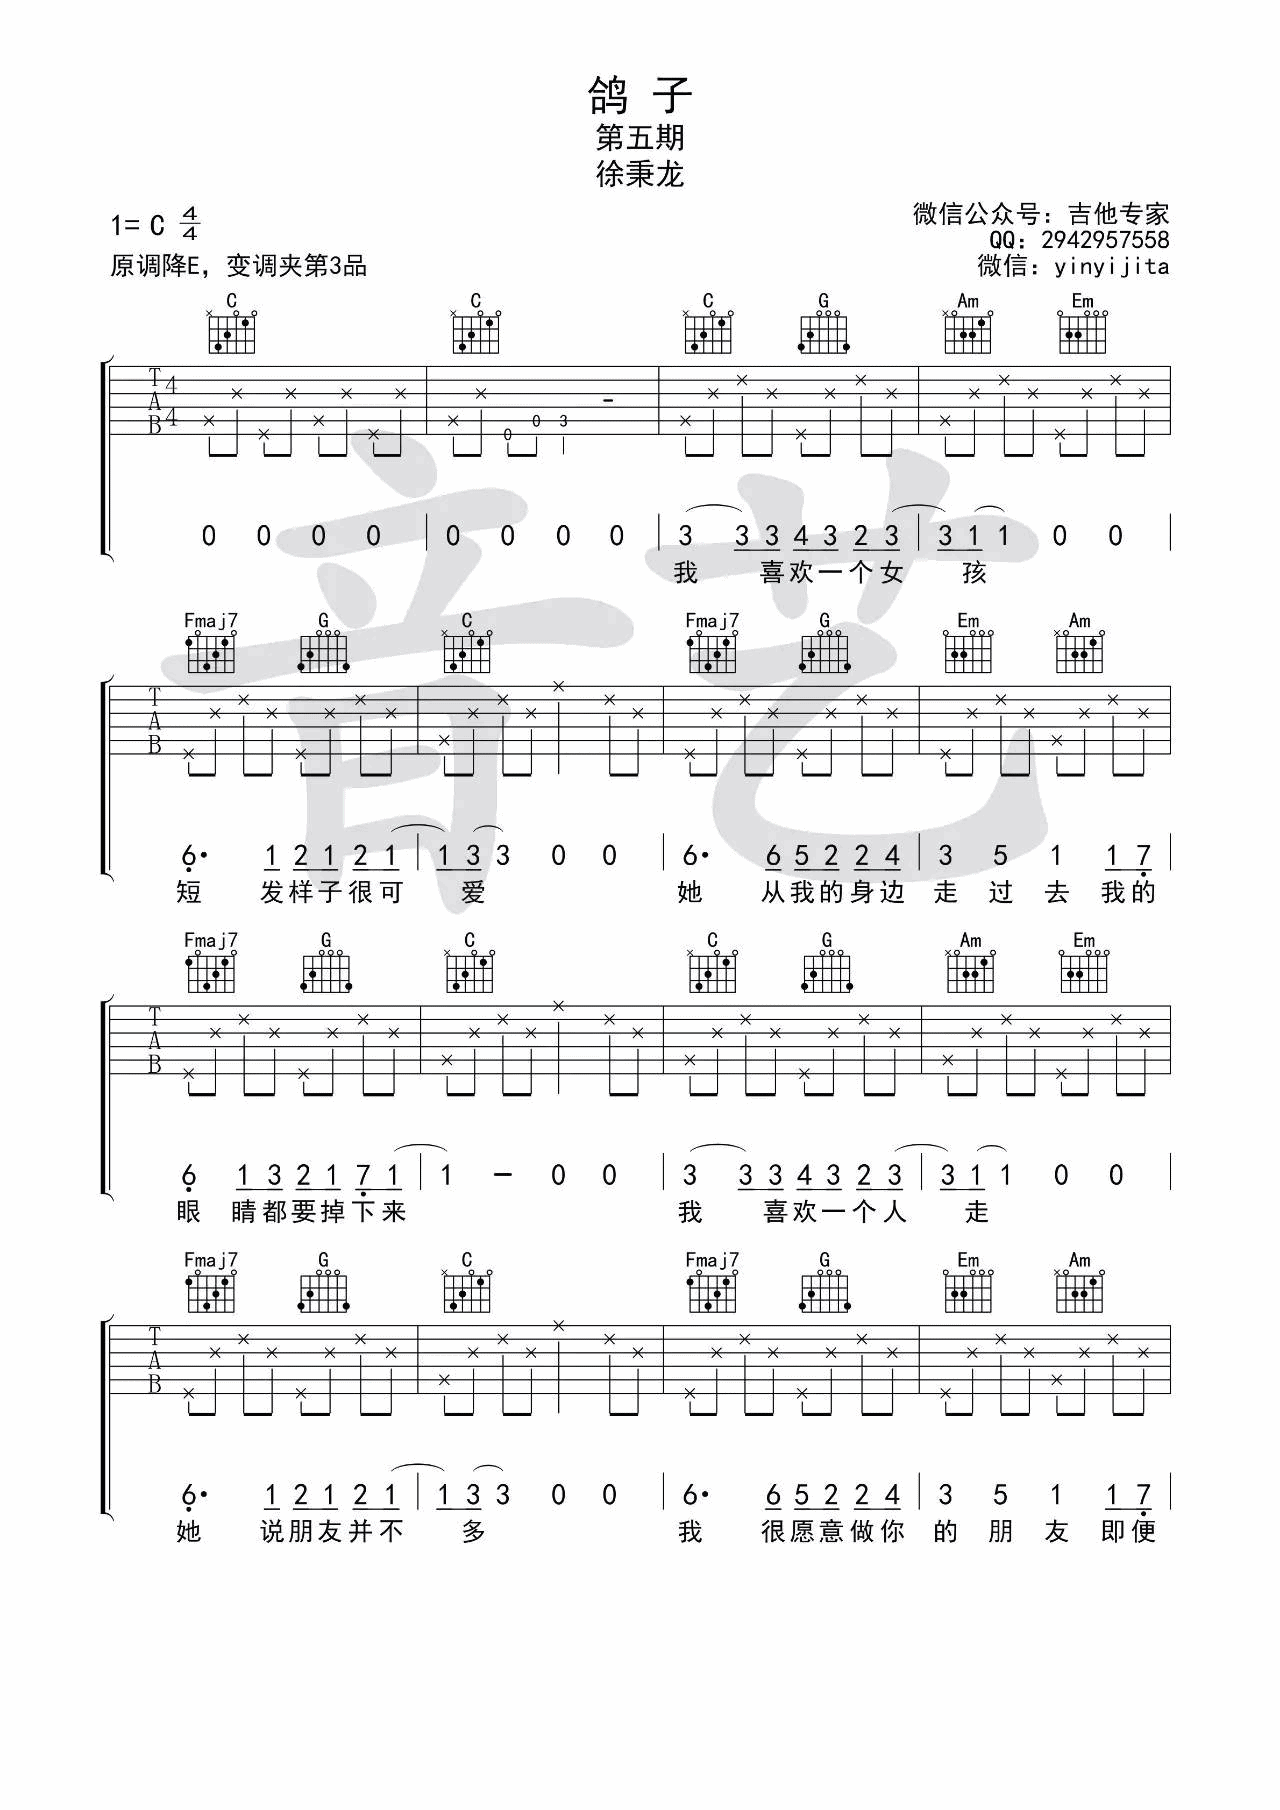 鸽 子
第五期
徐秉龙
1= C 4/4
微信公众号: 吉他专家
QQ: 2942957558
原调降E, 变调夹第3品
微信: yinyijita
C C C G Am Em
T A B 4 4 0 0 3
0 0 0 0 0 0 0 0 3 3 3 4 3 2 3 3 1 1 0 0
我 喜欢一个女 孩
Fmaj7 G C Fmaj7 G Em Am
T A B
6· 1 2 1 2 1 1 3 3 0 0 6· 6 5 2 2 4 3 5 1 1 7
短 发样子很可 爱 她 从我的身边 走过去我的
Fmaj7 G C C G Am Em
T A B
6 1 3 2 1 7 1 1 - 0 0 3 3 3 4 3 2 3 3 1 1 0 0
眼 睛都要掉下来 我 喜欢一个人 走
Fmaj7 G C Fmaj7 G Em Am
T A B
6· 1 2 1 2 1 1 3 3 0 0 6· 6 5 2 2 4 3 5 1 1 7
她 说朋友并不 多 我 很愿意做你 的朋友即便
音艺